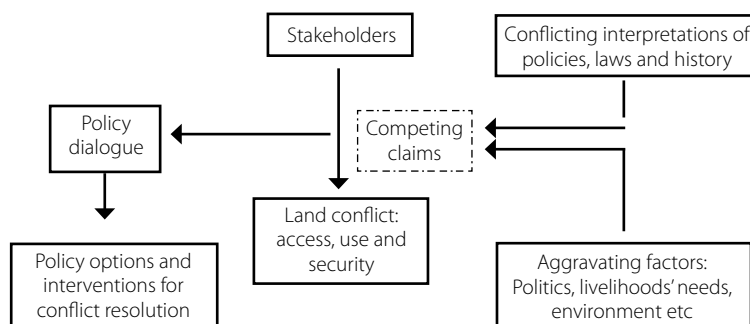 Stakeholders
Conflicting interpretations of
policies, laws and history
Policy
dialogue
Competing
claims
Land conflict:
access, use and
security
Policy options and
interventions for
conflict resolution
Aggravating factors:
Politics, livelihoods’ needs,
environment etc